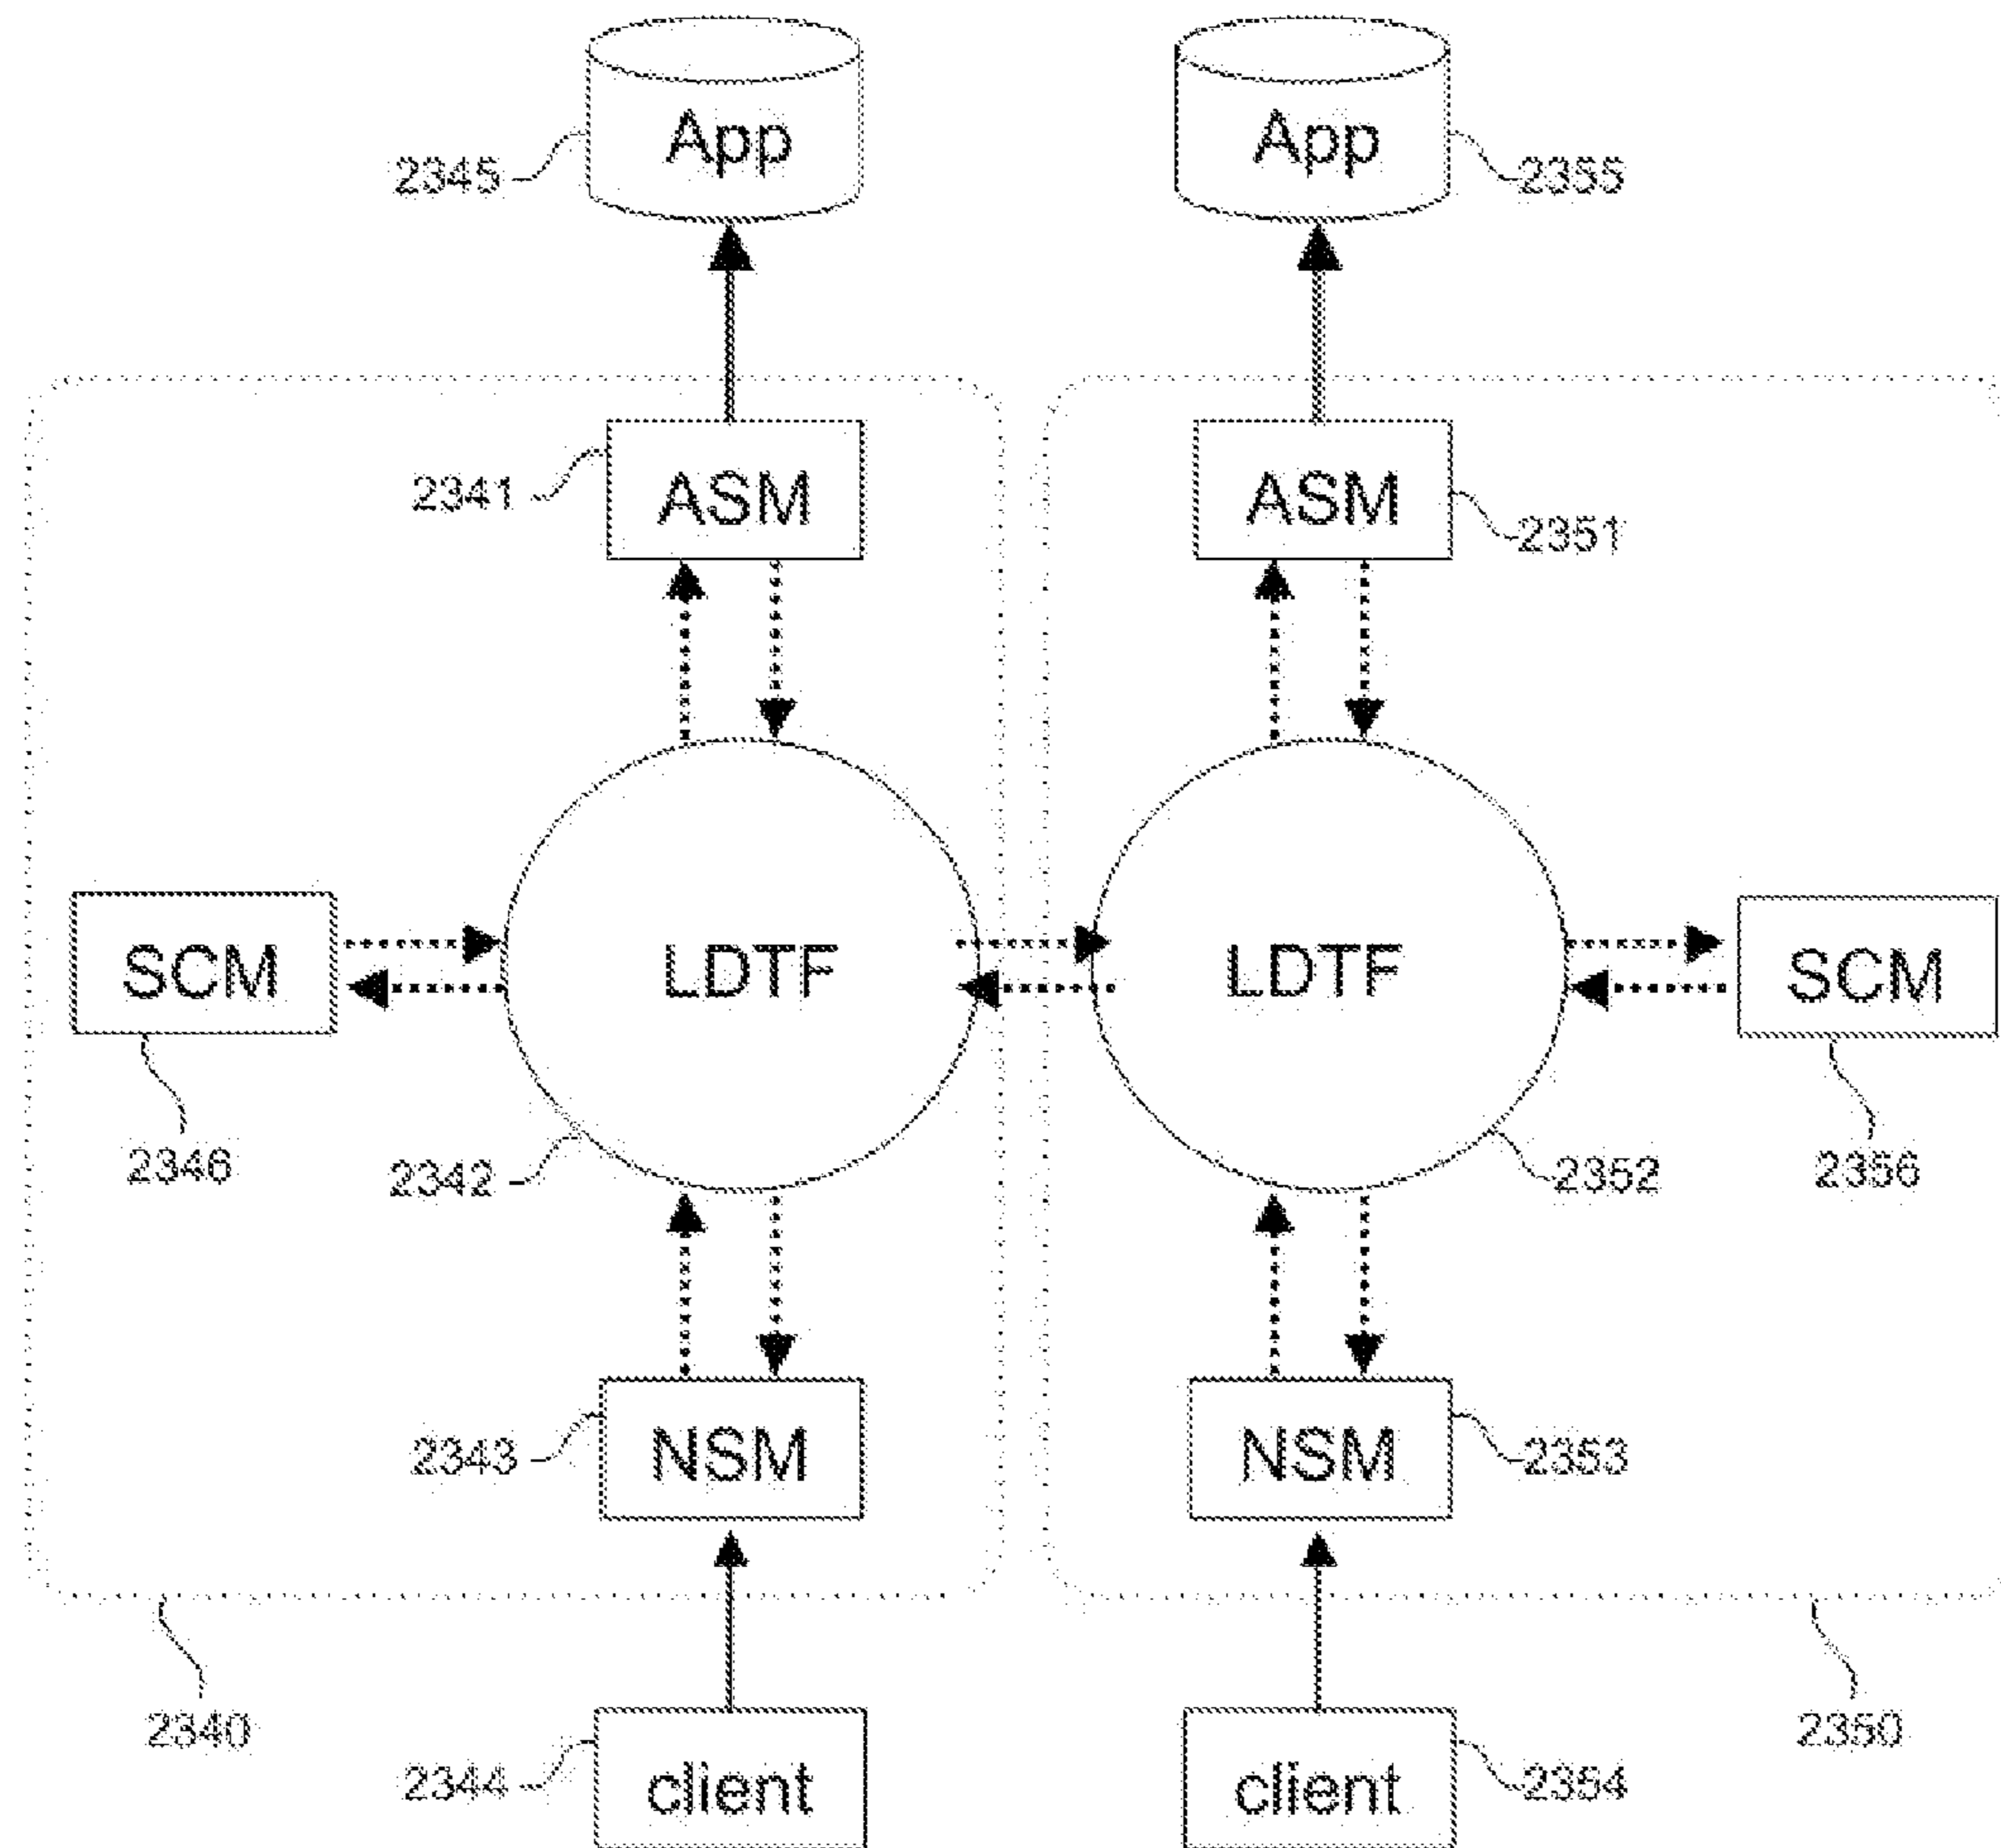 App
App
2345
2355
2341
ASM
ASM
2351
SCM
LDTF
LDTF
SCM
2346
2342
2352
2356
2343
NSM
NSM
2353
2340
2350
2344
client
client
2354